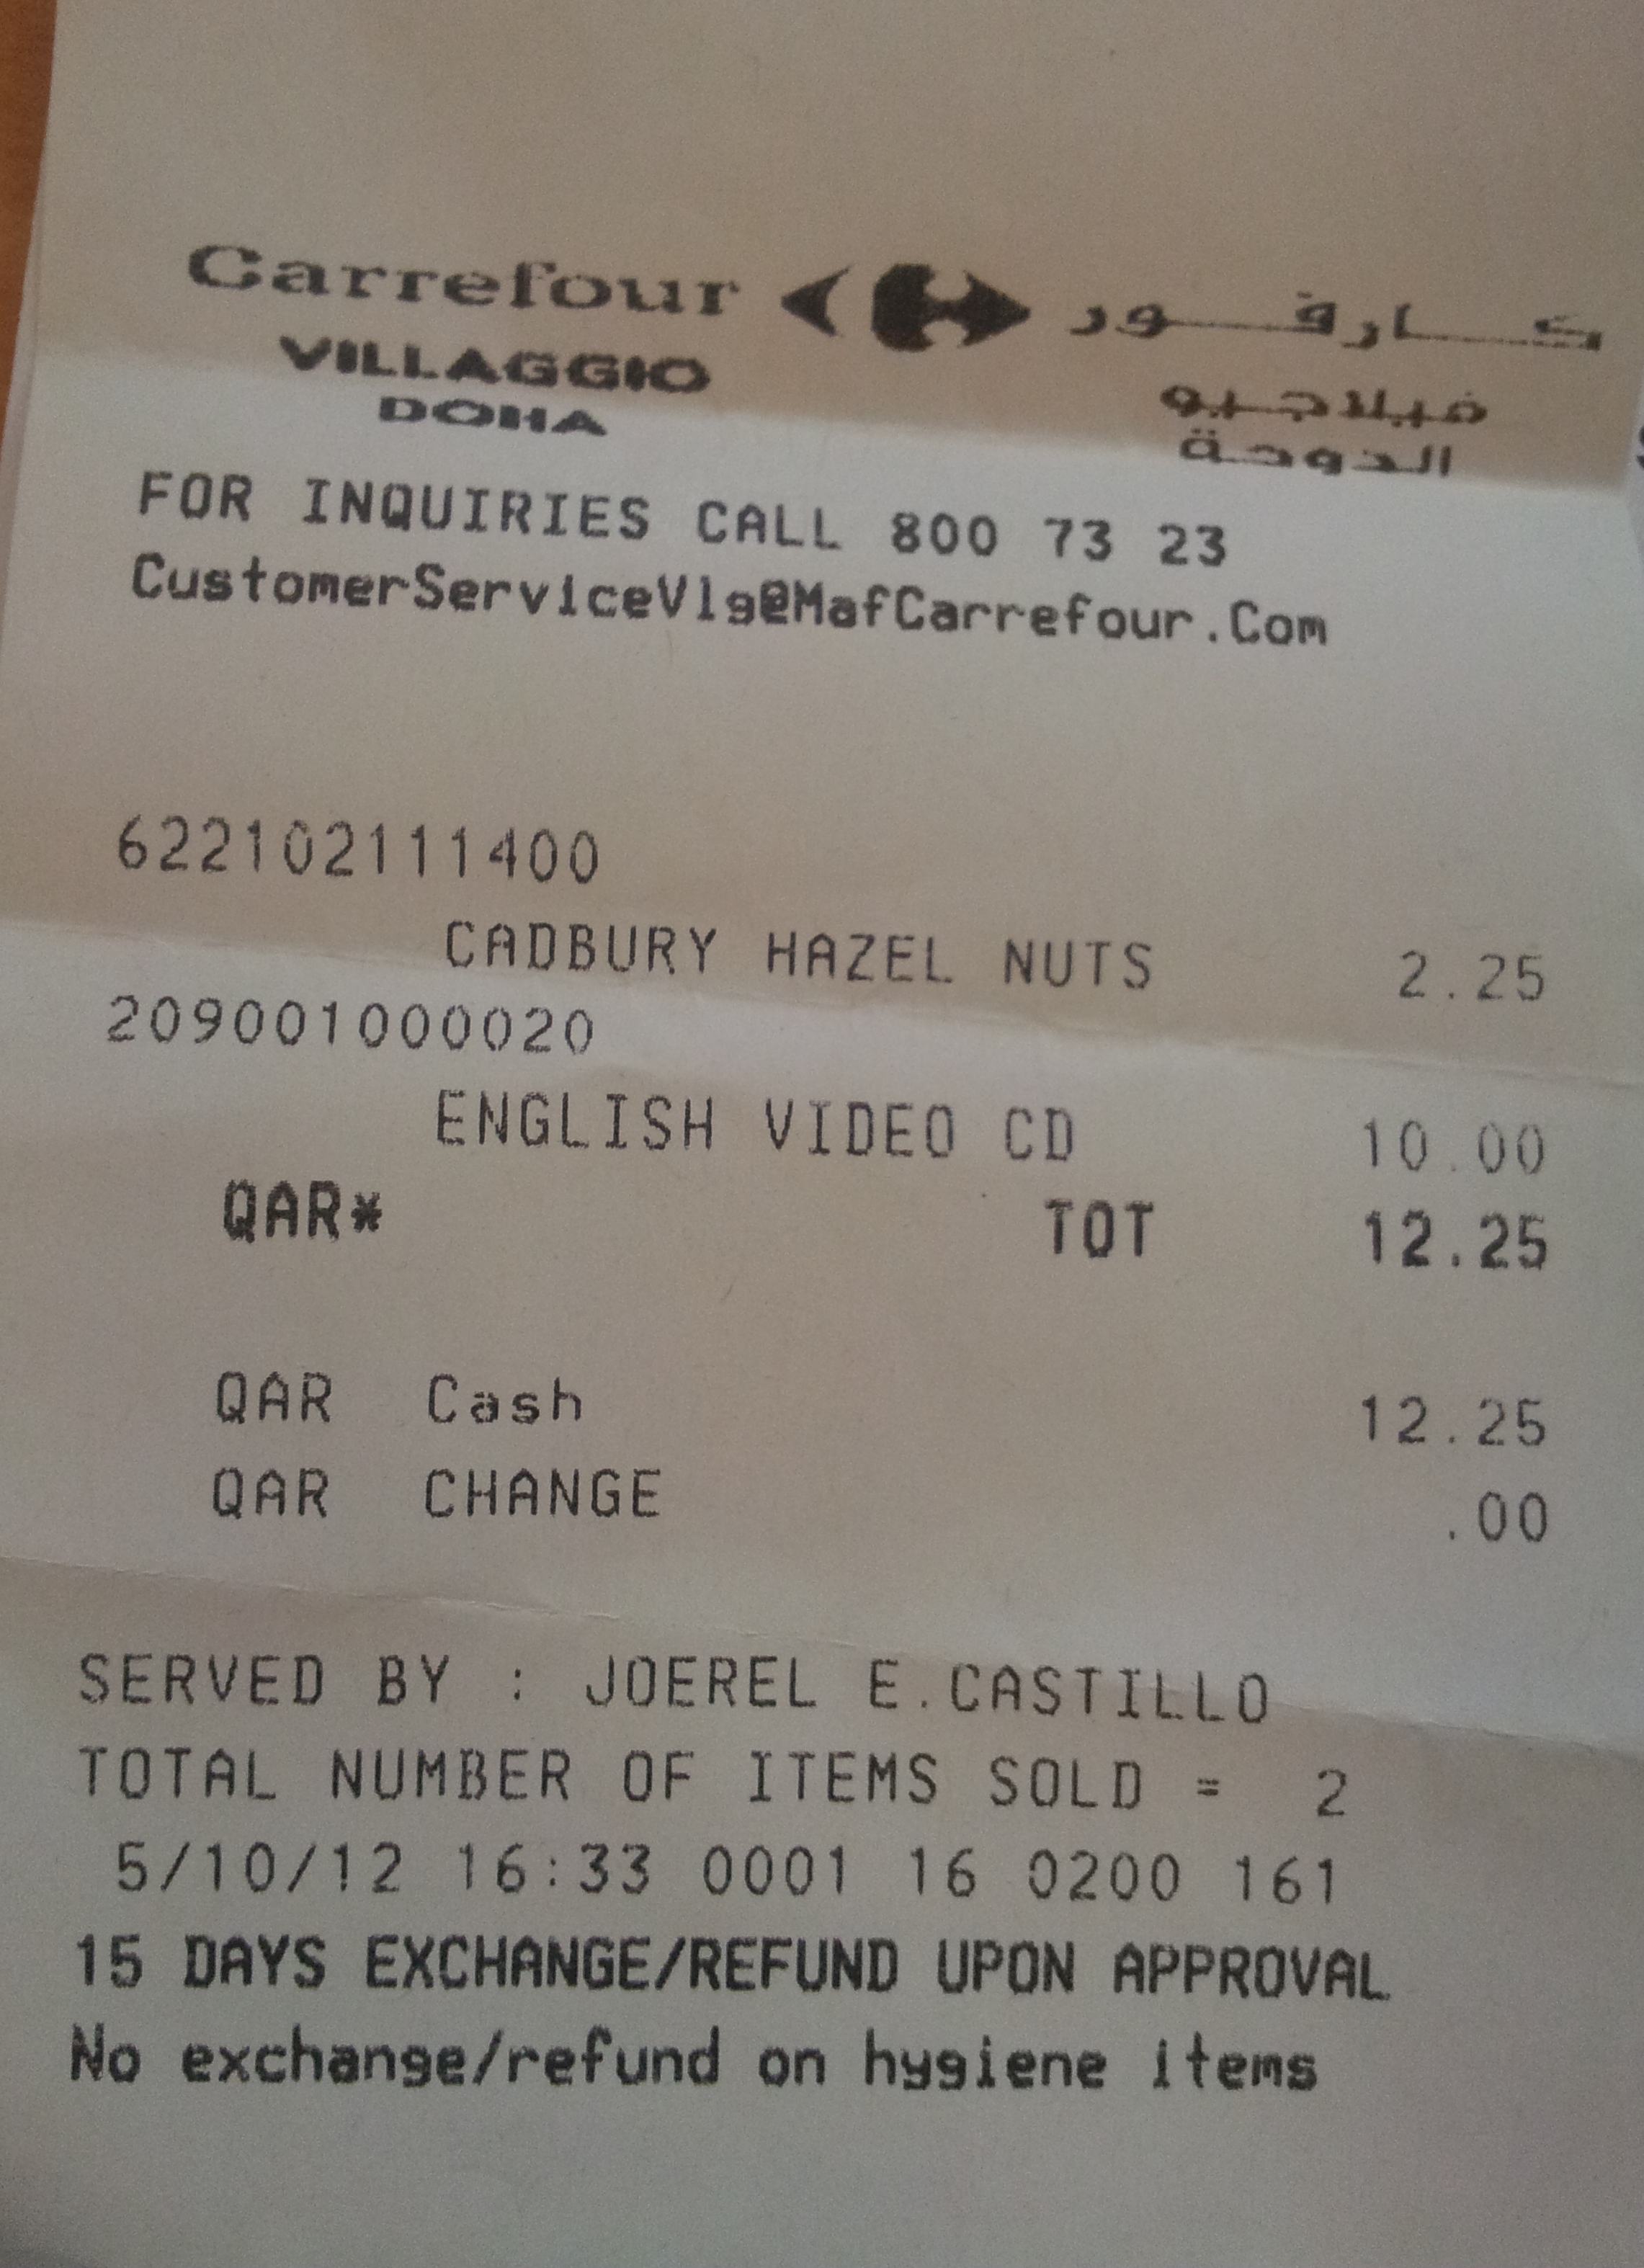 Carrefour كارفور
VILLAGGIO فيلاجيو
DOHA الدوحة
FOR INQUIRIES CALL 800 73 23
CustomerServiceVlg@MafCarrefour.Com
622102111400
CADBURY HAZEL NUTS 2.25
209001000020
ENGLISH VIDEO CD 10.00
QAR* TOT 12.25
QAR Cash 12.25
QAR CHANGE .00
SERVED BY : JOEREL E.CASTILLO
TOTAL NUMBER OF ITEMS SOLD = 2
5/10/12 16:33 0001 16 0200 161
15 DAYS EXCHANGE/REFUND UPON APPROVAL
No exchange/refund on hygiene items